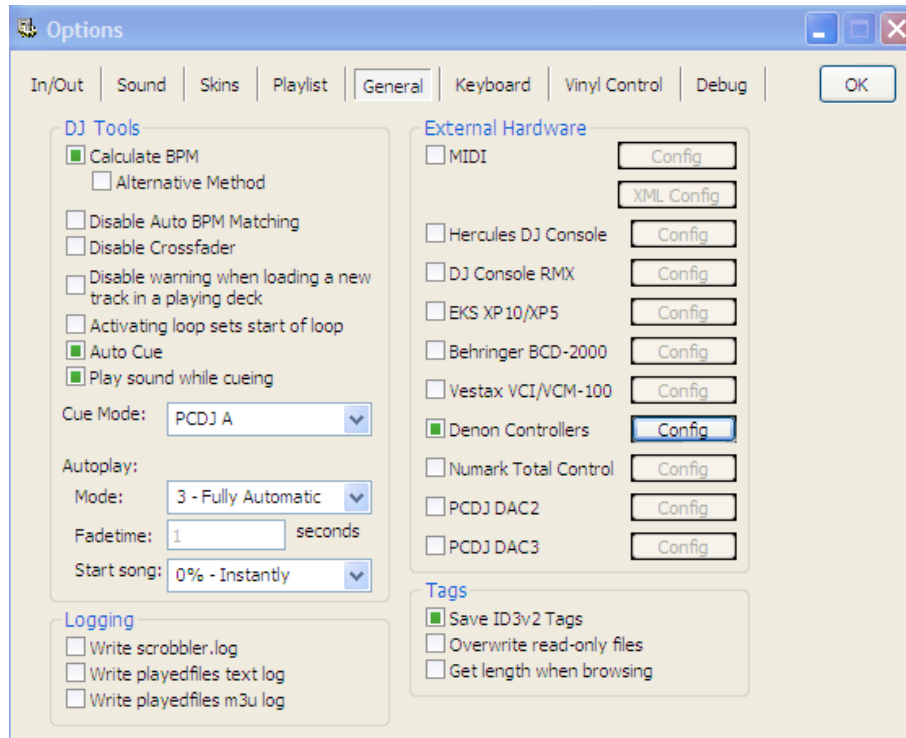 Options
In/Out Sound Skins Playlist General Keyboard Vinyl Control Debug OK
DJ Tools
Calculate BPM
Alternative Method
Disable Auto BPM Matching
Disable Crossfader
Disable warning when loading a new
track in a playing deck
Activating loop sets start of loop
Auto Cue
Play sound while cueing
Cue Mode: PCDJ A
Autoplay:
Mode: 3 - Fully Automatic
Fadetime: 1 seconds
Start song: 0% - Instantly
Logging
Write scrobbler.log
Write playedfiles text log
Write playedfiles m3u log
External Hardware
MIDI Config
XML Config
Hercules DJ Console Config
DJ Console RMX Config
EKS XP10/XP5 Config
Behringer BCD-2000 Config
Vestax VCI/VCM-100 Config
Denon Controllers Config
Numark Total Control Config
PCDJ DAC2 Config
PCDJ DAC3 Config
Tags
Save ID3v2 Tags
Overwrite read-only files
Get length when browsing